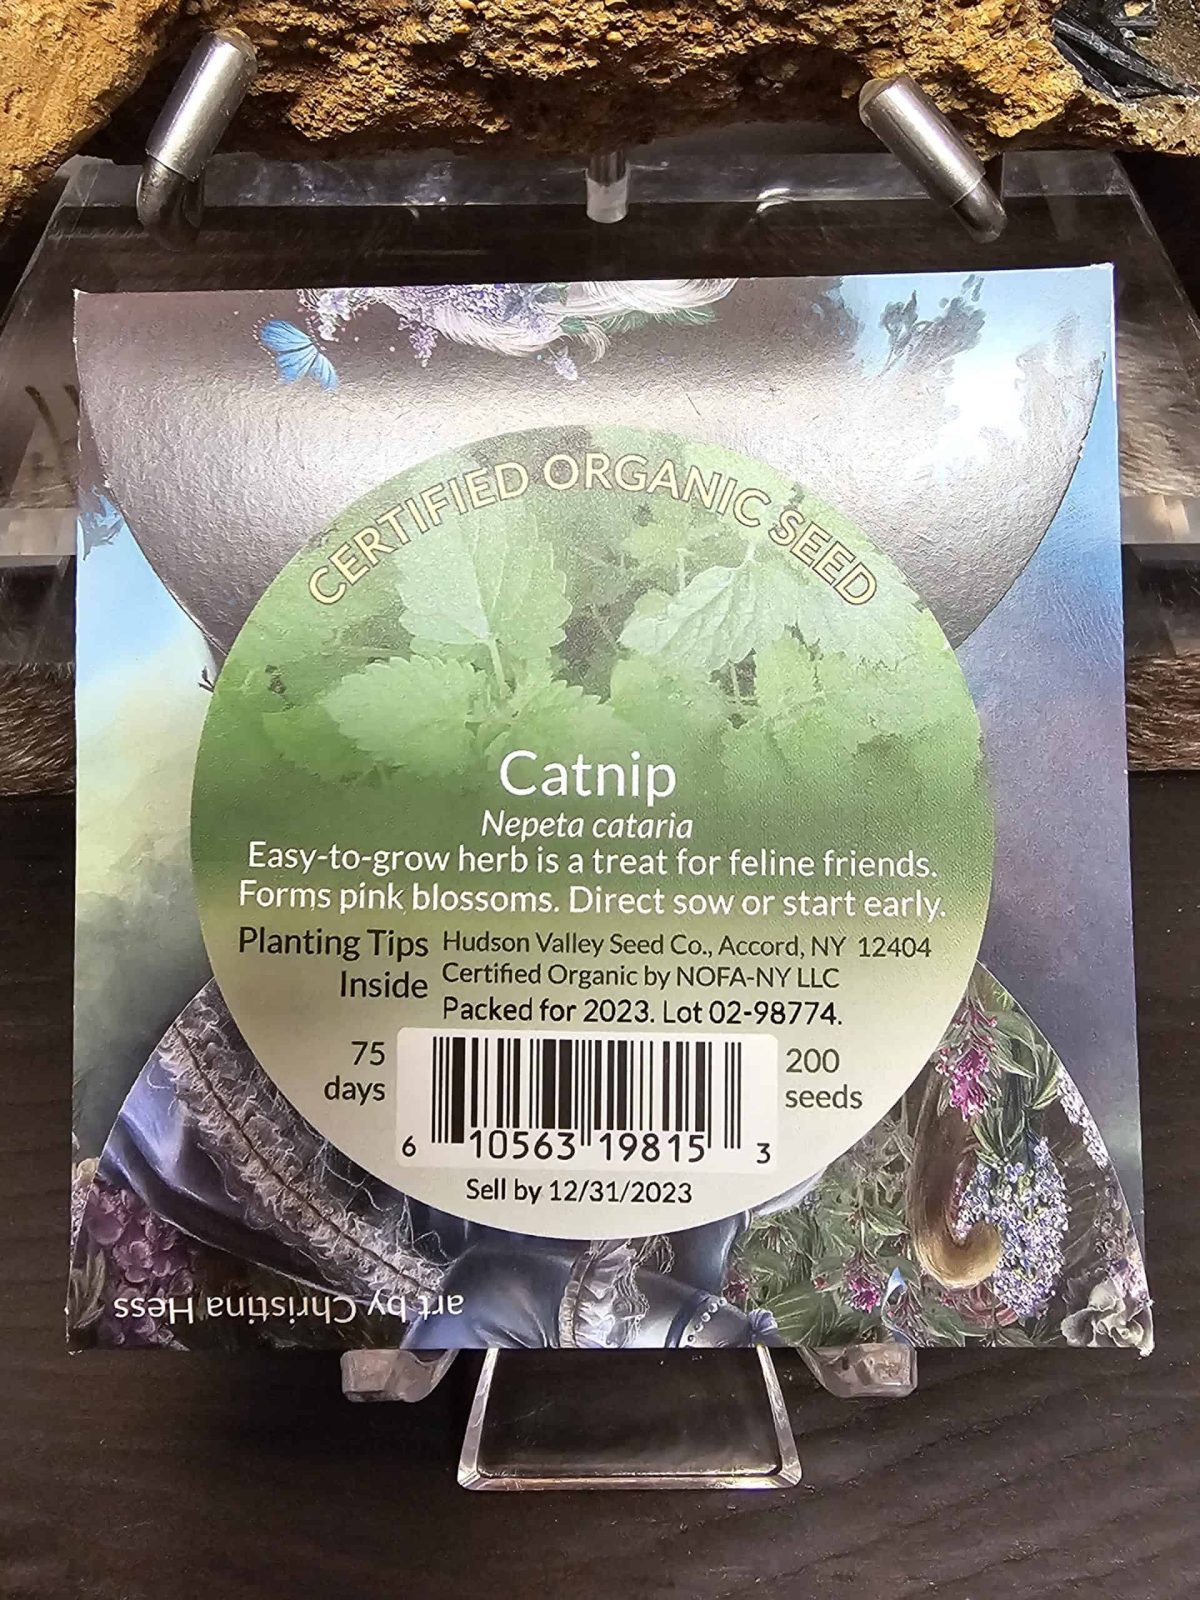 CERTIFIED ORGANIC SEED
Catnip
Nepeta cataria
Easy-to-grow herb is a treat for feline friends.
Forms pink blossoms. Direct sow or start early.
Planting Tips
Inside
Hudson Valley Seed Co., Accord, NY 12404
Certified Organic by NOFA-NY LLC
Packed for 2023. Lot 02-98774.
75
days
200
seeds
6 10563 19815 3
Sell by 12/31/2023
art by Christina Hess